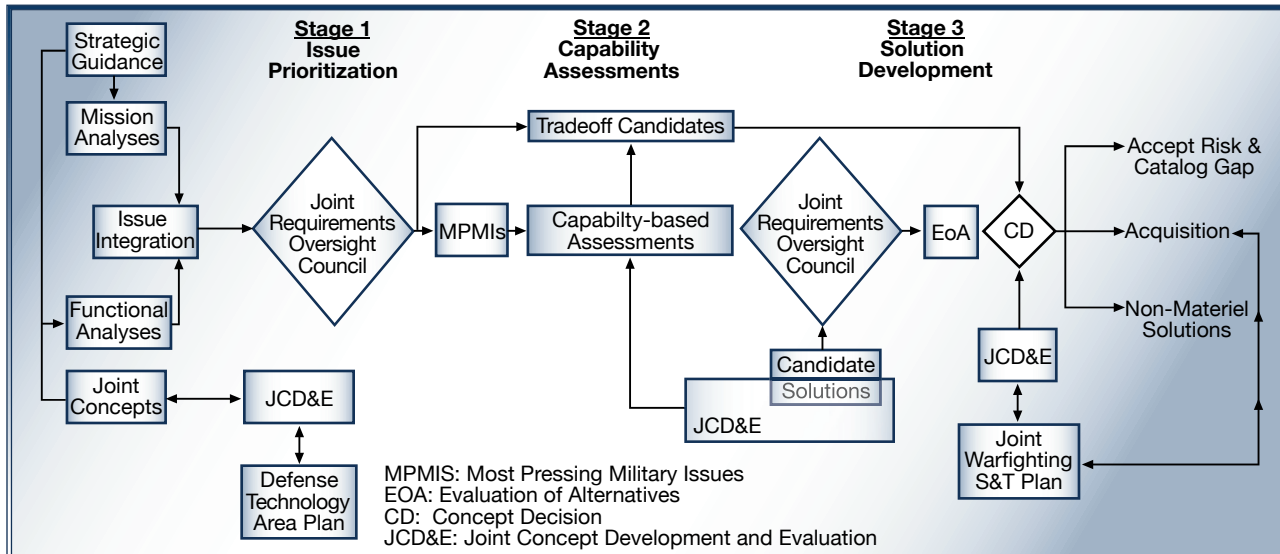 Stage 1
Issue
Prioritization
Stage 2
Capability
Assessments
Stage 3
Solution
Development
Strategic
Guidance
Mission
Analyses
Issue
Integration
Functional
Analyses
Joint
Concepts
JCD&E
Defense
Technology
Area Plan
Joint
Requirements
Oversight
Council
MPMIs
Tradeoff Candidates
Capabilty-based
Assessments
Joint
Requirements
Oversight
Council
Candidate
Solutions
JCD&E
EoA
CD
JCD&E
Joint
Warfighting
S&T Plan
Accept Risk &
Catalog Gap
Acquisition
Non-Materiel
Solutions
MPMIS: Most Pressing Military Issues
EOA: Evaluation of Alternatives
CD: Concept Decision
JCD&E: Joint Concept Development and Evaluation